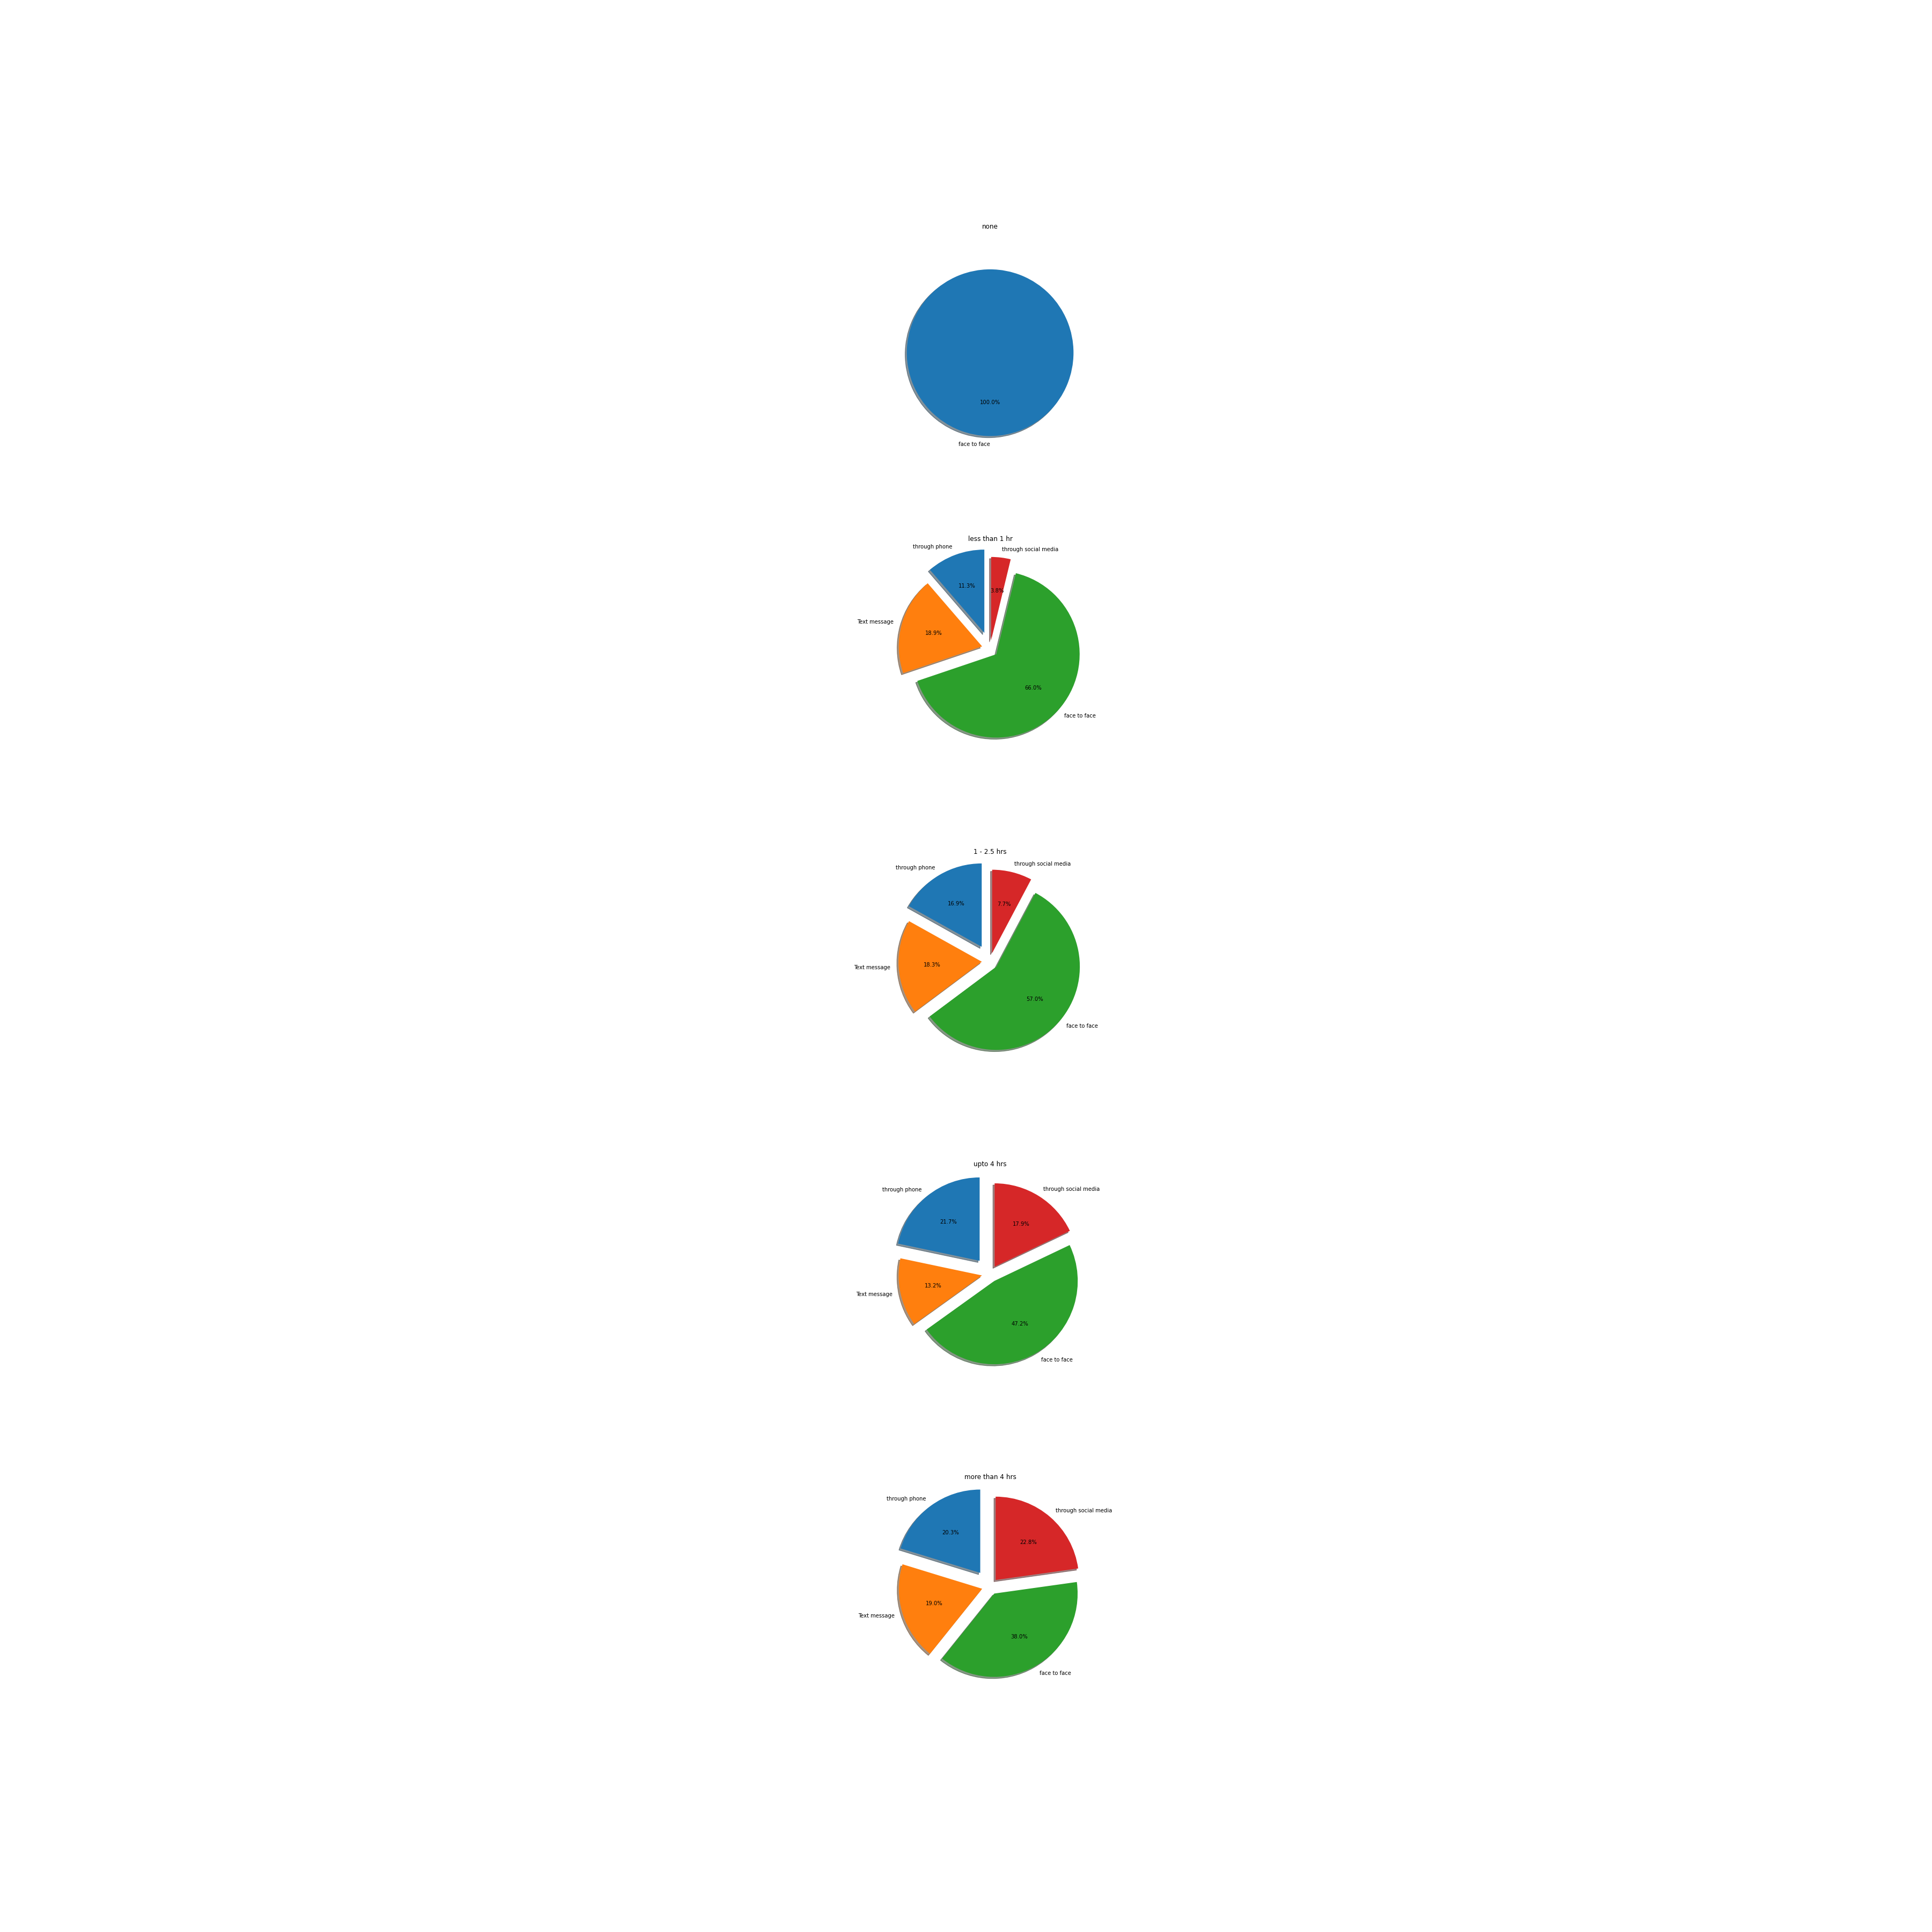 none
100.0%
face to face
less than 1 hr
through phone
through social media
11.3%
3.8%
Text message
18.9%
66.0%
face to face
1 - 2.5 hrs
through phone
through social media
16.9%
7.7%
Text message
18.3%
57.0%
face to face
upto 4 hrs
through phone
through social media
21.7%
17.9%
13.2%
Text message
47.2%
face to face
more than 4 hrs
through phone
through social media
20.3%
22.8%
19.0%
Text message
38.0%
face to face